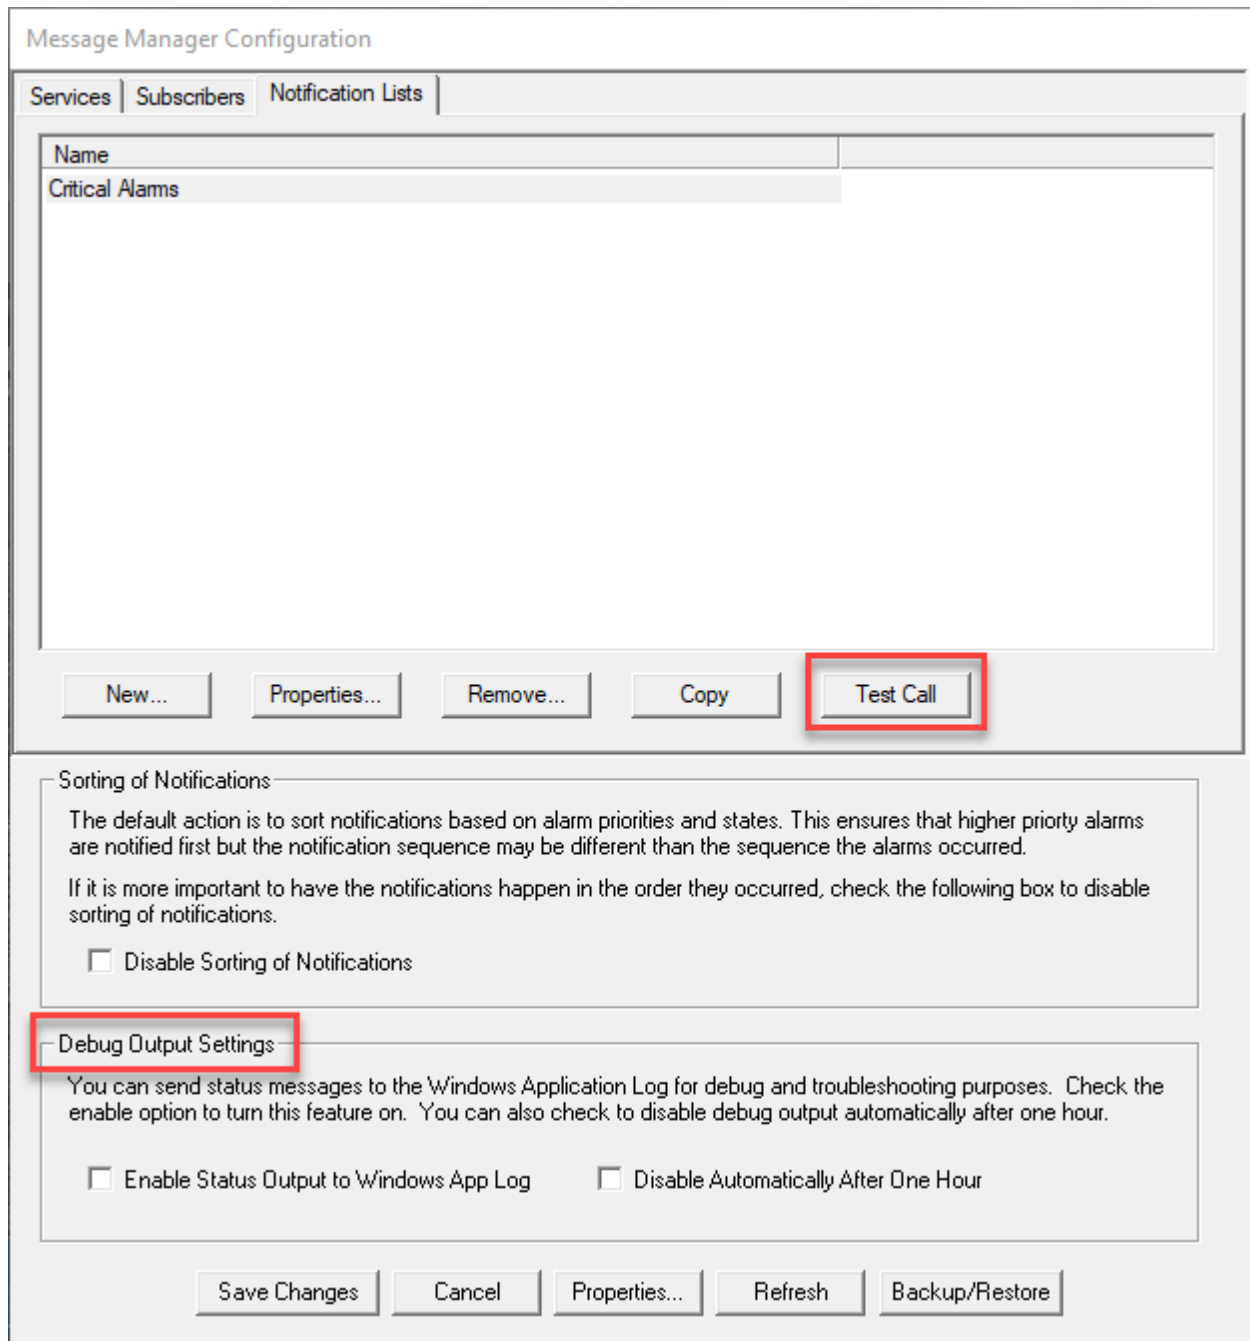 Message Manager Configuration
Services Subscribers Notification Lists
Name
Critical Alarms
New... Properties... Remove... Copy Test Call
Sorting of Notifications
The default action is to sort notifications based on alarm priorities and states. This ensures that higher priorty alarms
are notified first but the notification sequence may be different than the sequence the alarms occurred.
If it is more important to have the notifications happen in the order they occurred, check the following box to disable
sorting of notifications.
Disable Sorting of Notifications
Debug Output Settings
You can send status messages to the Windows Application Log for debug and troubleshooting purposes. Check the
enable option to turn this feature on. You can also check to disable debug output automatically after one hour.
Enable Status Output to Windows App Log Disable Automatically After One Hour
Save Changes Cancel Properties... Refresh Backup/Restore